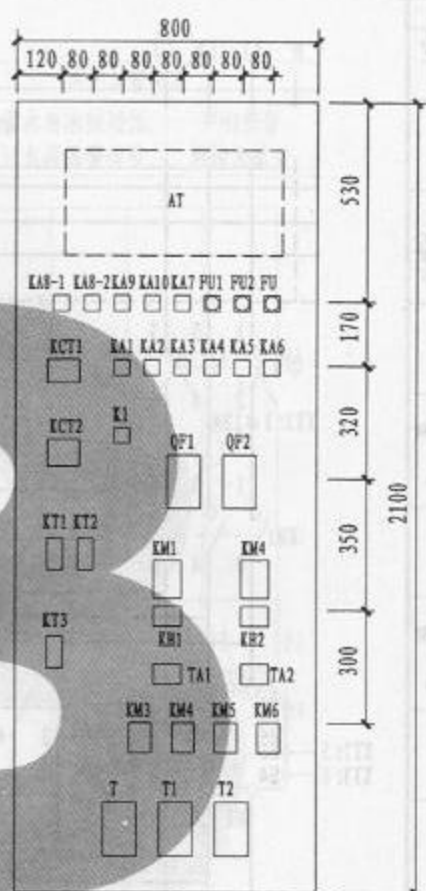 800
120 80 80 80 80 80 80 80
AT
530
KA8-1 KA8-2 KA9 KA10 KA7 FU1 FU2 FU
170
KCT1 KA1 KA2 KA3 KA4 KA5 KA6
320
KCT2 K1 QF1 QF2
2100
KT1 KT2 KM1 KM4
350
KT3 KH1 KH2
300
TA1 TA2
KM3 KM4 KM5 KM6
T T1 T2